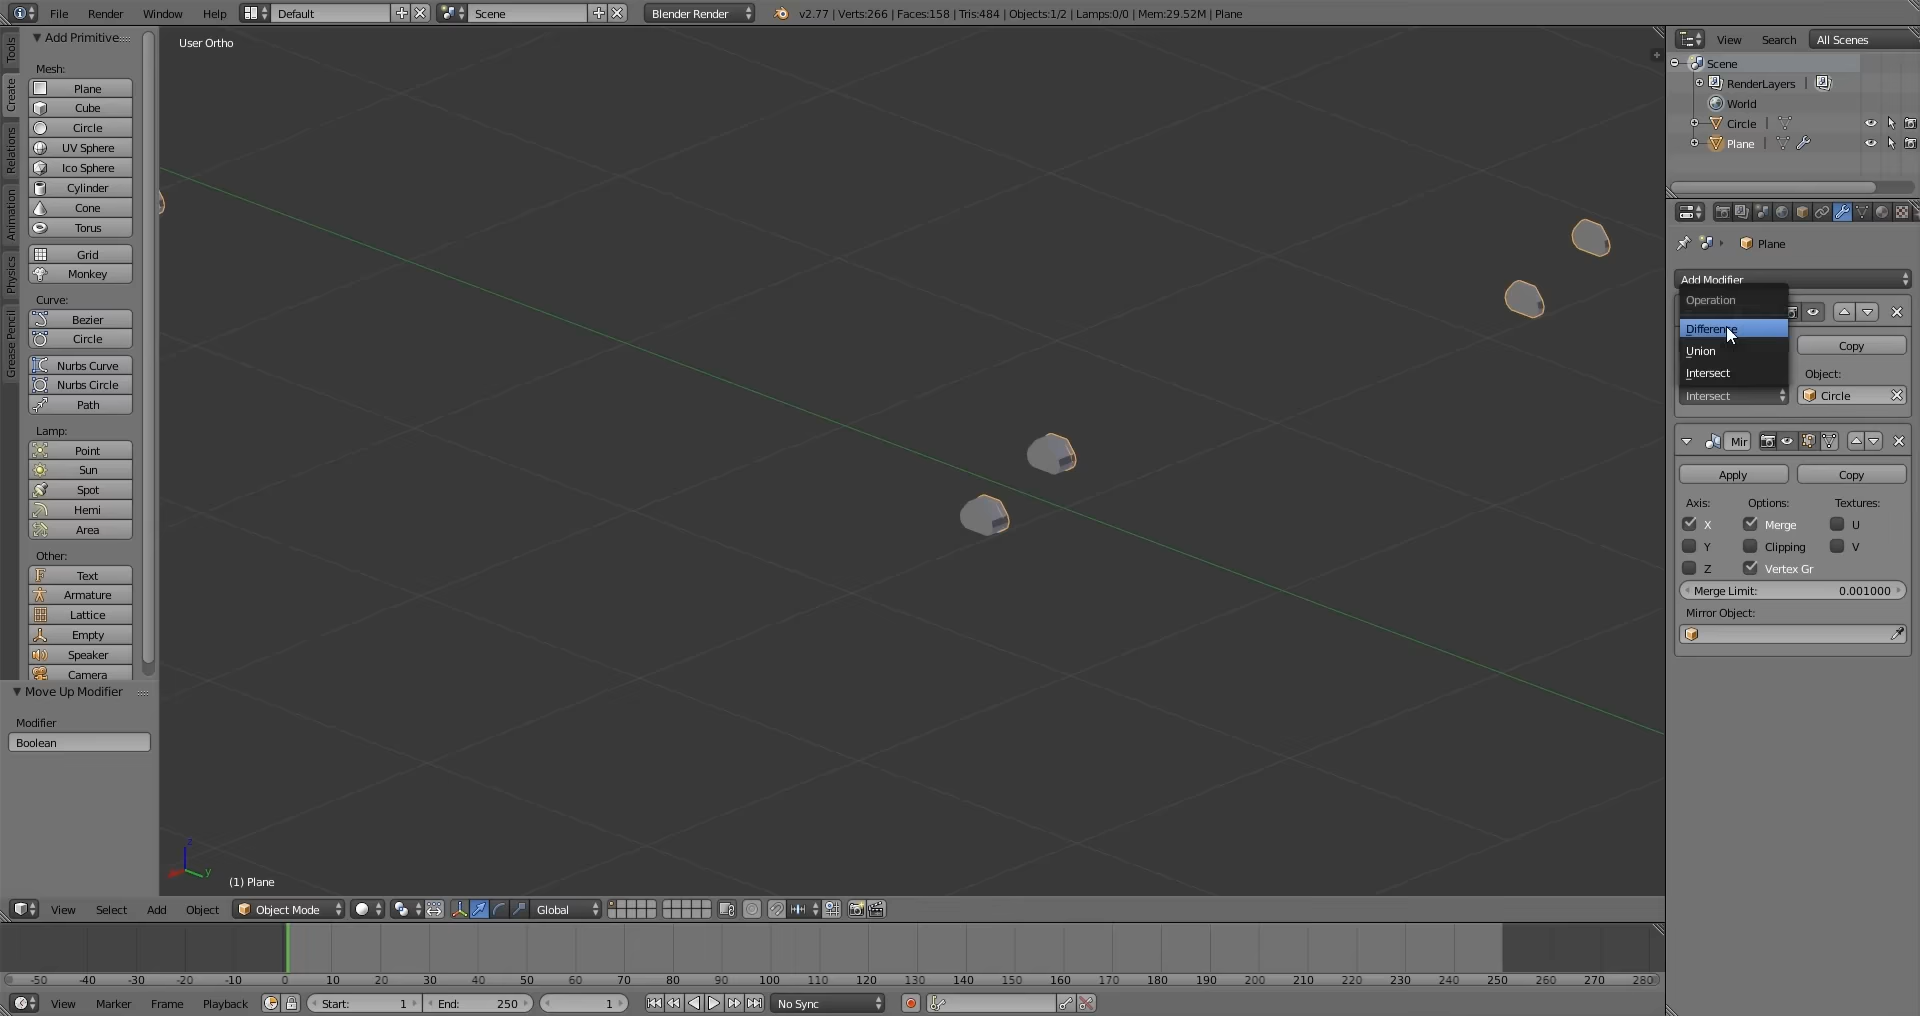 File Render Window Help Default Scene Blender Render v2.77 | Verts:266 | Faces:158 | Tris:484 | Objects:1/2 | Lamps:0/0 | Mem:29.52M | Plane
Tools
Create
Relations
Animation
Physics
Grease Pencil
Add Primitive
Mesh:
Plane
Cube
Circle
UV Sphere
Ico Sphere
Cylinder
Cone
Torus
Grid
Monkey
Curve:
Bezier
Circle
Nurbs Curve
Nurbs Circle
Path
Lamp:
Point
Sun
Spot
Hemi
Area
Other:
Text
Armature
Lattice
Empty
Speaker
Camera
Move Up Modifier
Modifier
Boolean
User Ortho
z
y
(1) Plane
View Select Add Object Object Mode Global
View Search All Scenes
Scene
RenderLayers |
World
Circle |
Plane |
Plane
Add Modifier
Operation
Difference
Union
Intersect
Copy
Object:
Intersect Circle
Mir
Apply Copy
Axis: Options: Textures:
X Merge U
Y Clipping V
Z Vertex Gr
Merge Limit: 0.001000
Mirror Object:
-50 -40 -30 -20 -10 0 10 20 30 40 50 60 70 80 90 100 110 120 130 140 150 160 170 180 190 200 210 220 230 240 250 260 270 280
View Marker Frame Playback Start: 1 End: 250 1 No Sync